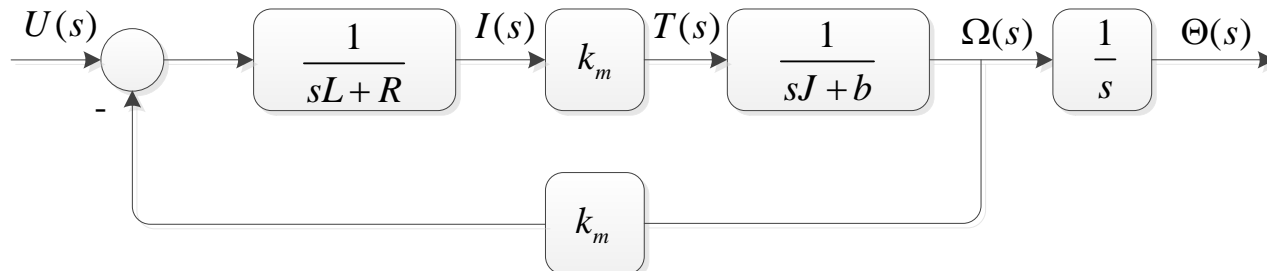 U(s)
-
1
sL + R
I(s)
k_m
T(s)
1
sJ + b
Ω(s)
1
s
Θ(s)
k_m